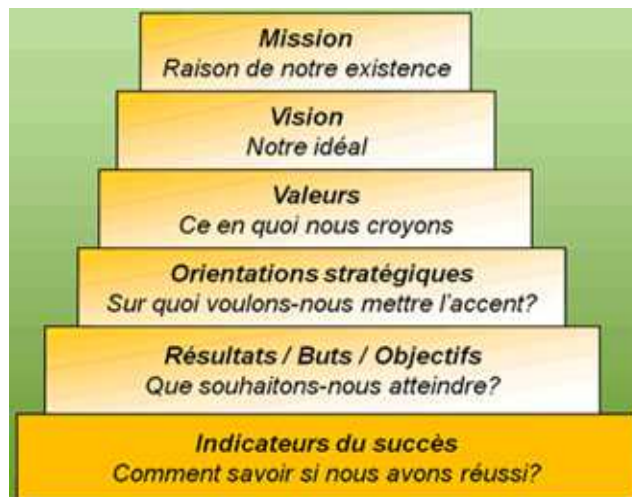 Mission
Raison de notre existence
Vision
Notre idéal
Valeurs
Ce en quoi nous croyons
Orientations stratégiques
Sur quoi voulons-nous mettre l'accent?
Résultats / Buts / Objectifs
Que souhaitons-nous atteindre?
Indicateurs du succès
Comment savoir si nous avons réussi?